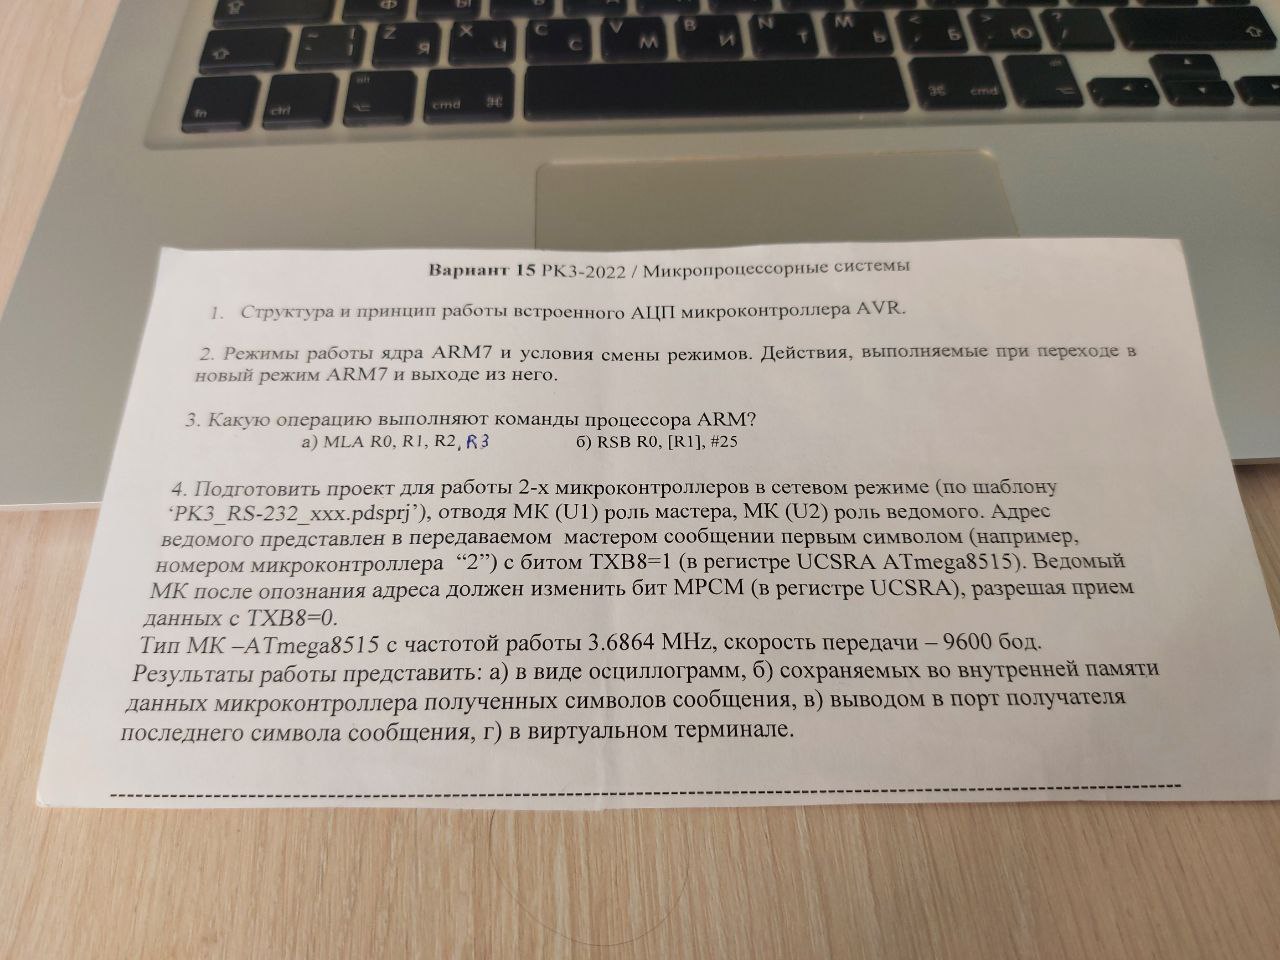 Ф
~ Z Я X Ч C С V М B И N Т М Ь < Б > Ю ? /
fn ctrl alt cmd ⌘ ⌘ cmd alt
Вариант 15 РК3-2022 / Микропроцессорные системы
1. Структура и принцип работы встроенного АЦП микроконтроллера AVR.
2. Режимы работы ядра ARM7 и условия смены режимов. Действия, выполняемые при переходе в
новый режим ARM7 и выходе из него.
3. Какую операцию выполняют команды процессора ARM?
а) MLA R0, R1, R2, R3 б) RSB R0, [R1], #25
4. Подготовить проект для работы 2-х микроконтроллеров в сетевом режиме (по шаблону
‘РК3_RS-232_xxx.pdsprj’), отводя МК (U1) роль мастера, МК (U2) роль ведомого. Адрес
ведомого представлен в передаваемом мастером сообщении первым символом (например,
номером микроконтроллера “2”) с битом TXB8=1 (в регистре UCSRA ATmega8515). Ведомый
МК после опознания адреса должен изменить бит MPCM (в регистре UCSRA), разрешая прием
данных с TXB8=0.
Тип МК –ATmega8515 с частотой работы 3.6864 MHz, скорость передачи – 9600 бод.
Результаты работы представить: а) в виде осциллограмм, б) сохраняемых во внутренней памяти
данных микроконтроллера полученных символов сообщения, в) выводом в порт получателя
последнего символа сообщения, г) в виртуальном терминале.